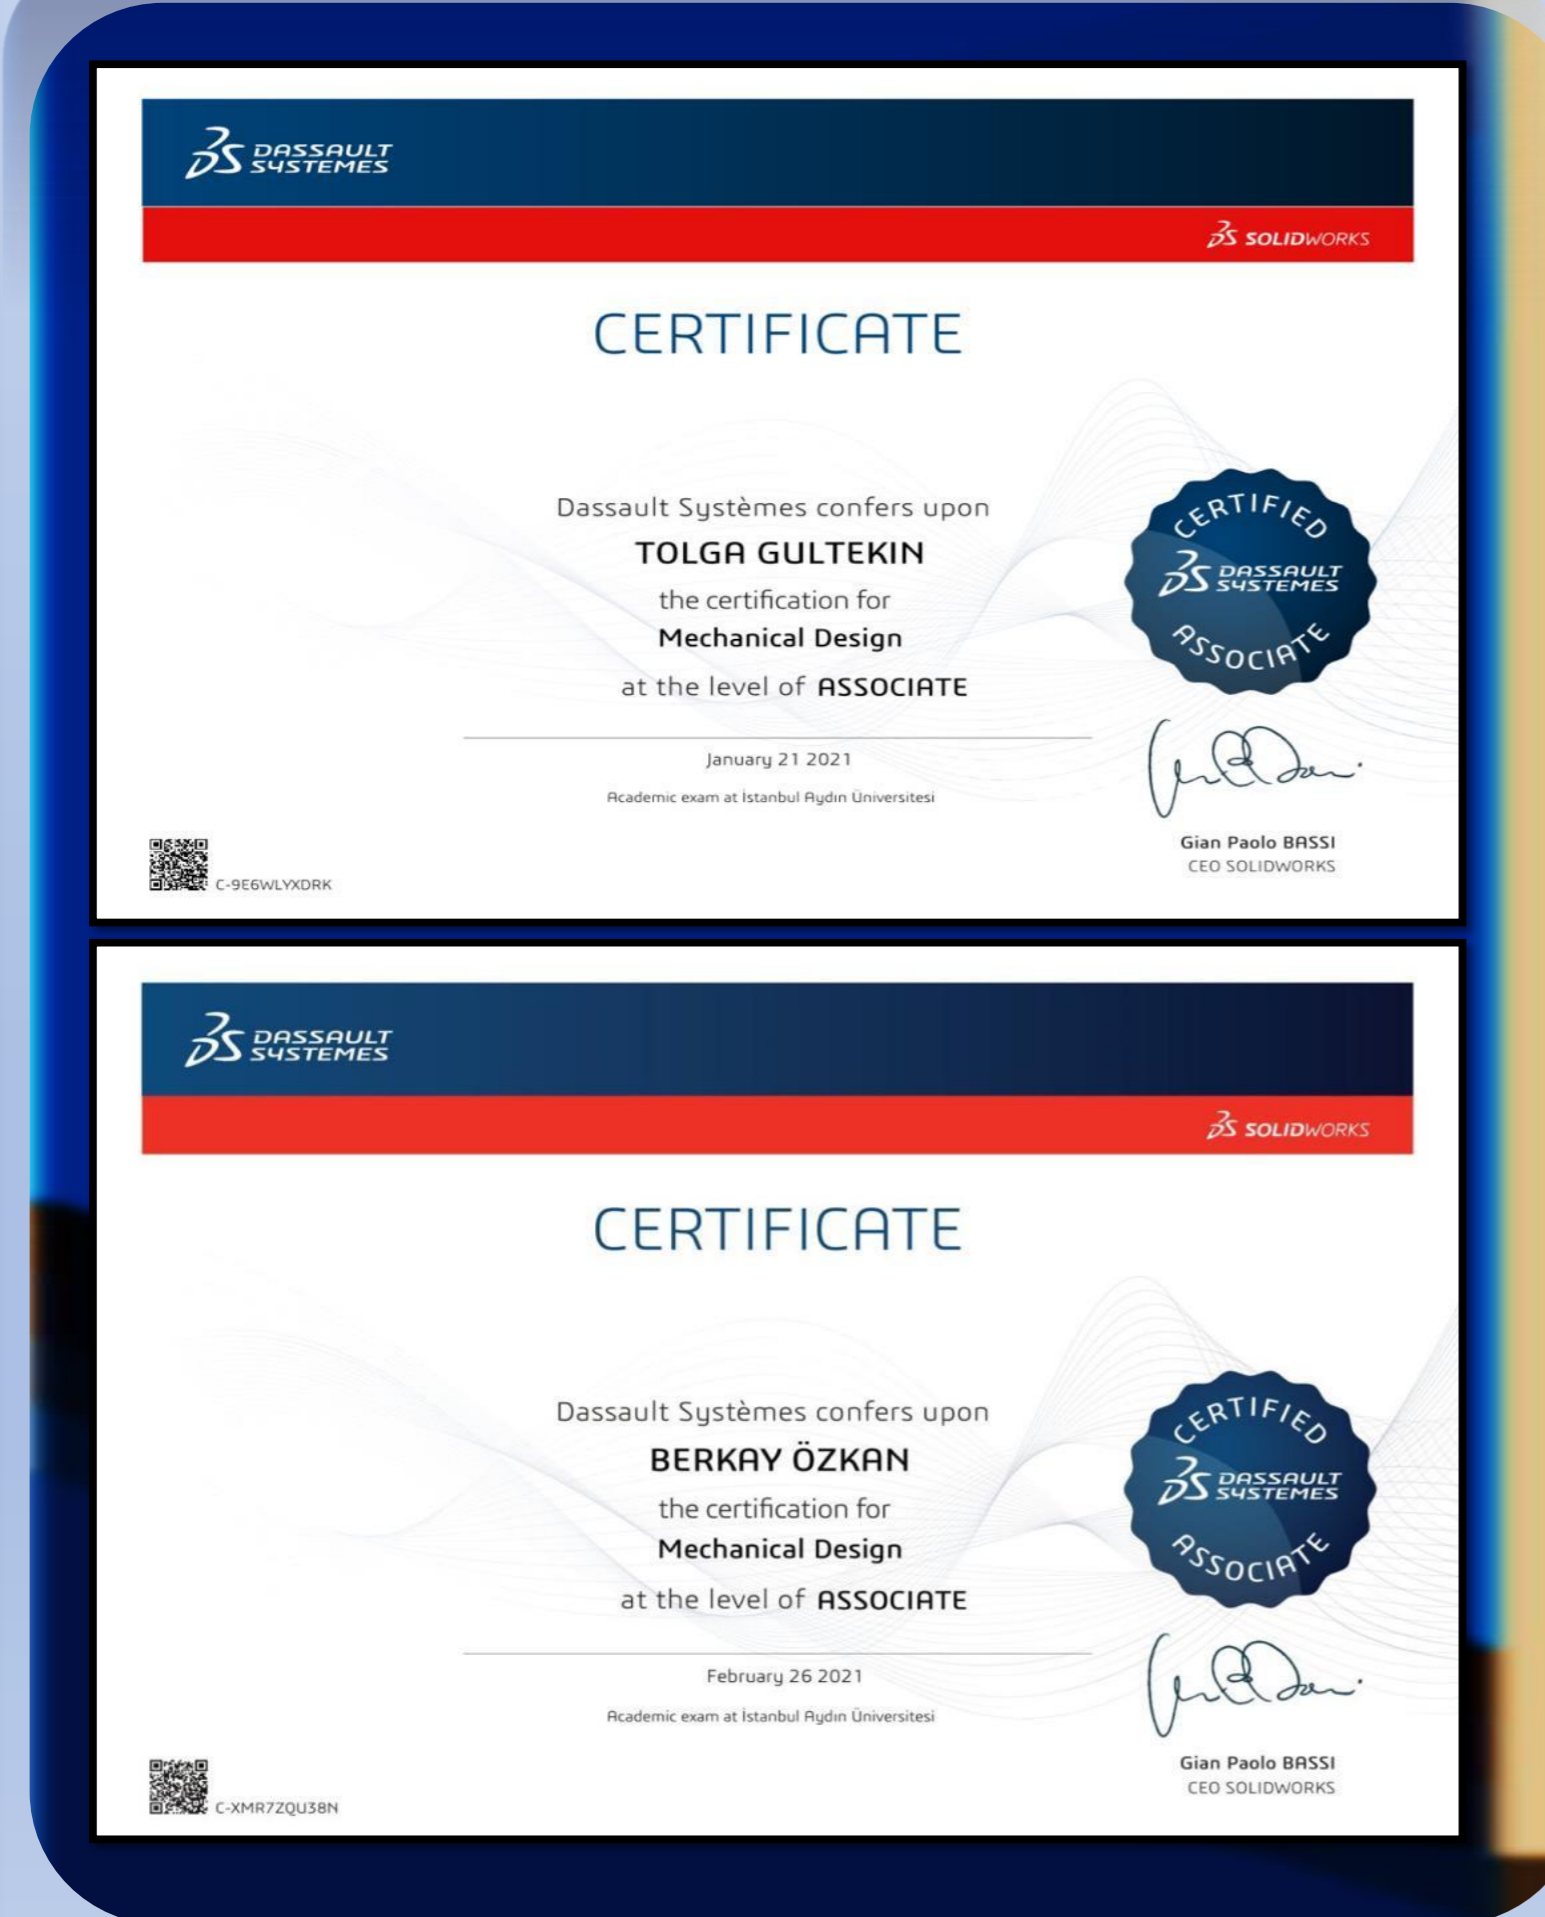 DASSAULT
SYSTEMES
SOLIDWORKS
CERTIFICATE
Dassault Systèmes confers upon
TOLGA GULTEKIN
the certification for
Mechanical Design
at the level of ASSOCIATE
CERTIFIED
DASSAULT
SYSTEMES
ASSOCIATE
January 21 2021
Academic exam at İstanbul Aydın Üniversitesi
Gian Paolo BASSI
CEO SOLIDWORKS
C-9E6WLYXDRK
DASSAULT
SYSTEMES
SOLIDWORKS
CERTIFICATE
Dassault Systèmes confers upon
BERKAY ÖZKAN
the certification for
Mechanical Design
at the level of ASSOCIATE
CERTIFIED
DASSAULT
SYSTEMES
ASSOCIATE
February 26 2021
Academic exam at İstanbul Aydın Üniversitesi
Gian Paolo BASSI
CEO SOLIDWORKS
C-XMR7ZQU38N